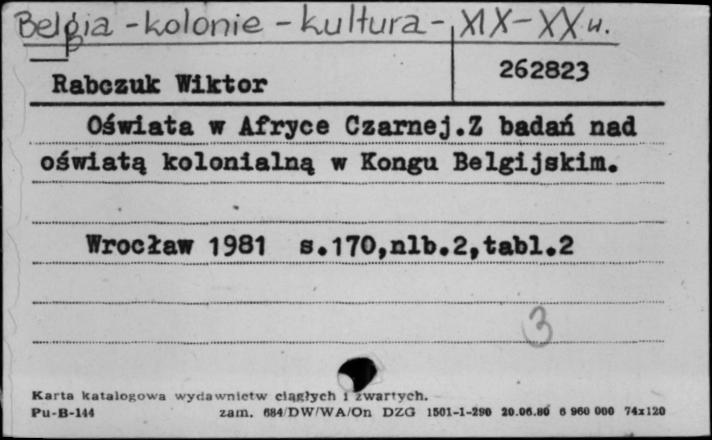 Belgia - kolonie - kultura - XIX-XX w.
Rabczuk Wiktor
262823
Oświata w Afryce Czarnej.Z badań nad
oświatą kolonialną w Kongu Belgijskim.
Wrocław 1981 s.170,nlb.2,tabl.2
3
Karta katalogowa wydawnictw ciągłych i zwartych.
Pu-B-144 zam. 684/DW/WA/On DZG 1501-1-290 20.06.80 6 960 000 74x120